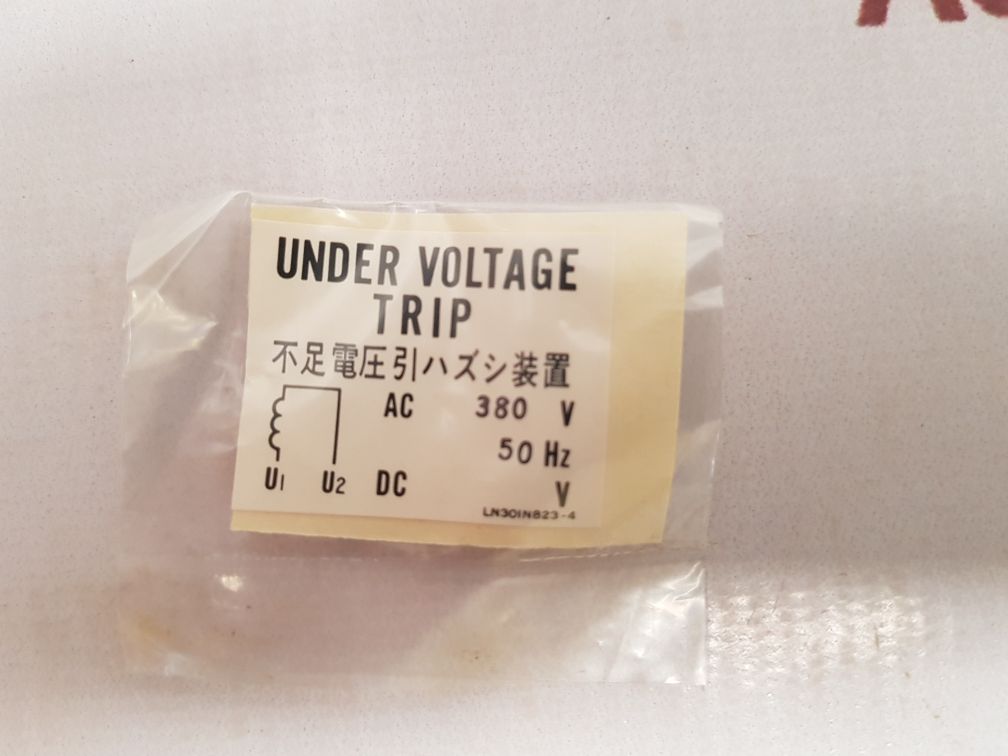 UNDER VOLTAGE
TRIP
不足電圧引ハズシ装置
AC 380 V
50 Hz
U1 U2 DC V
LN301N823-4